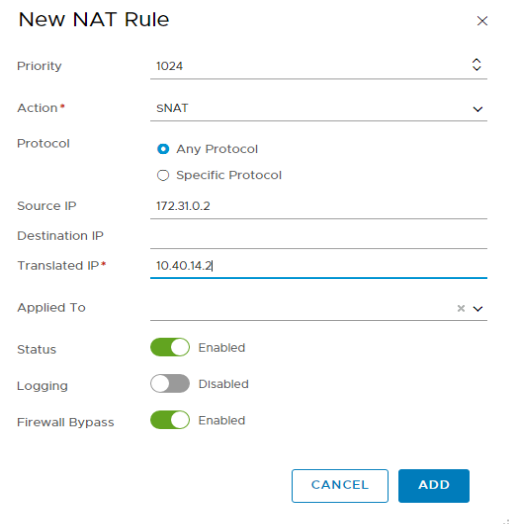 New NAT Rule
Priority 1024
Action* SNAT
Protocol Any Protocol
Specific Protocol
Source IP 172.31.0.2
Destination IP
Translated IP* 10.40.14.2
Applied To
Status Enabled
Logging Disabled
Firewall Bypass Enabled
CANCEL ADD